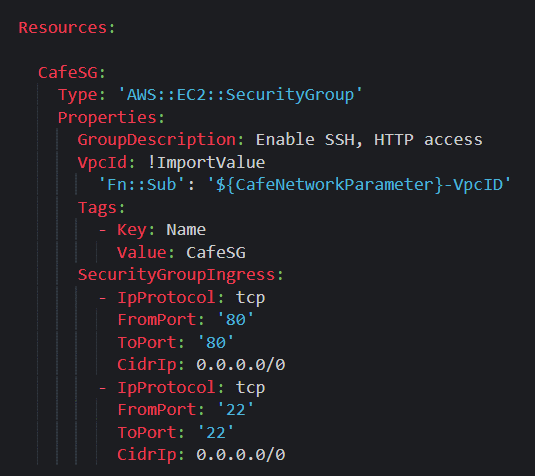 Resources:
CafeSG:
Type: 'AWS::EC2::SecurityGroup'
Properties:
GroupDescription: Enable SSH, HTTP access
VpcId: !ImportValue
'Fn::Sub': '${CafeNetworkParameter}-VpcID'
Tags:
- Key: Name
Value: CafeSG
SecurityGroupIngress:
- IpProtocol: tcp
FromPort: '80'
ToPort: '80'
CidrIp: 0.0.0.0/0
- IpProtocol: tcp
FromPort: '22'
ToPort: '22'
CidrIp: 0.0.0.0/0